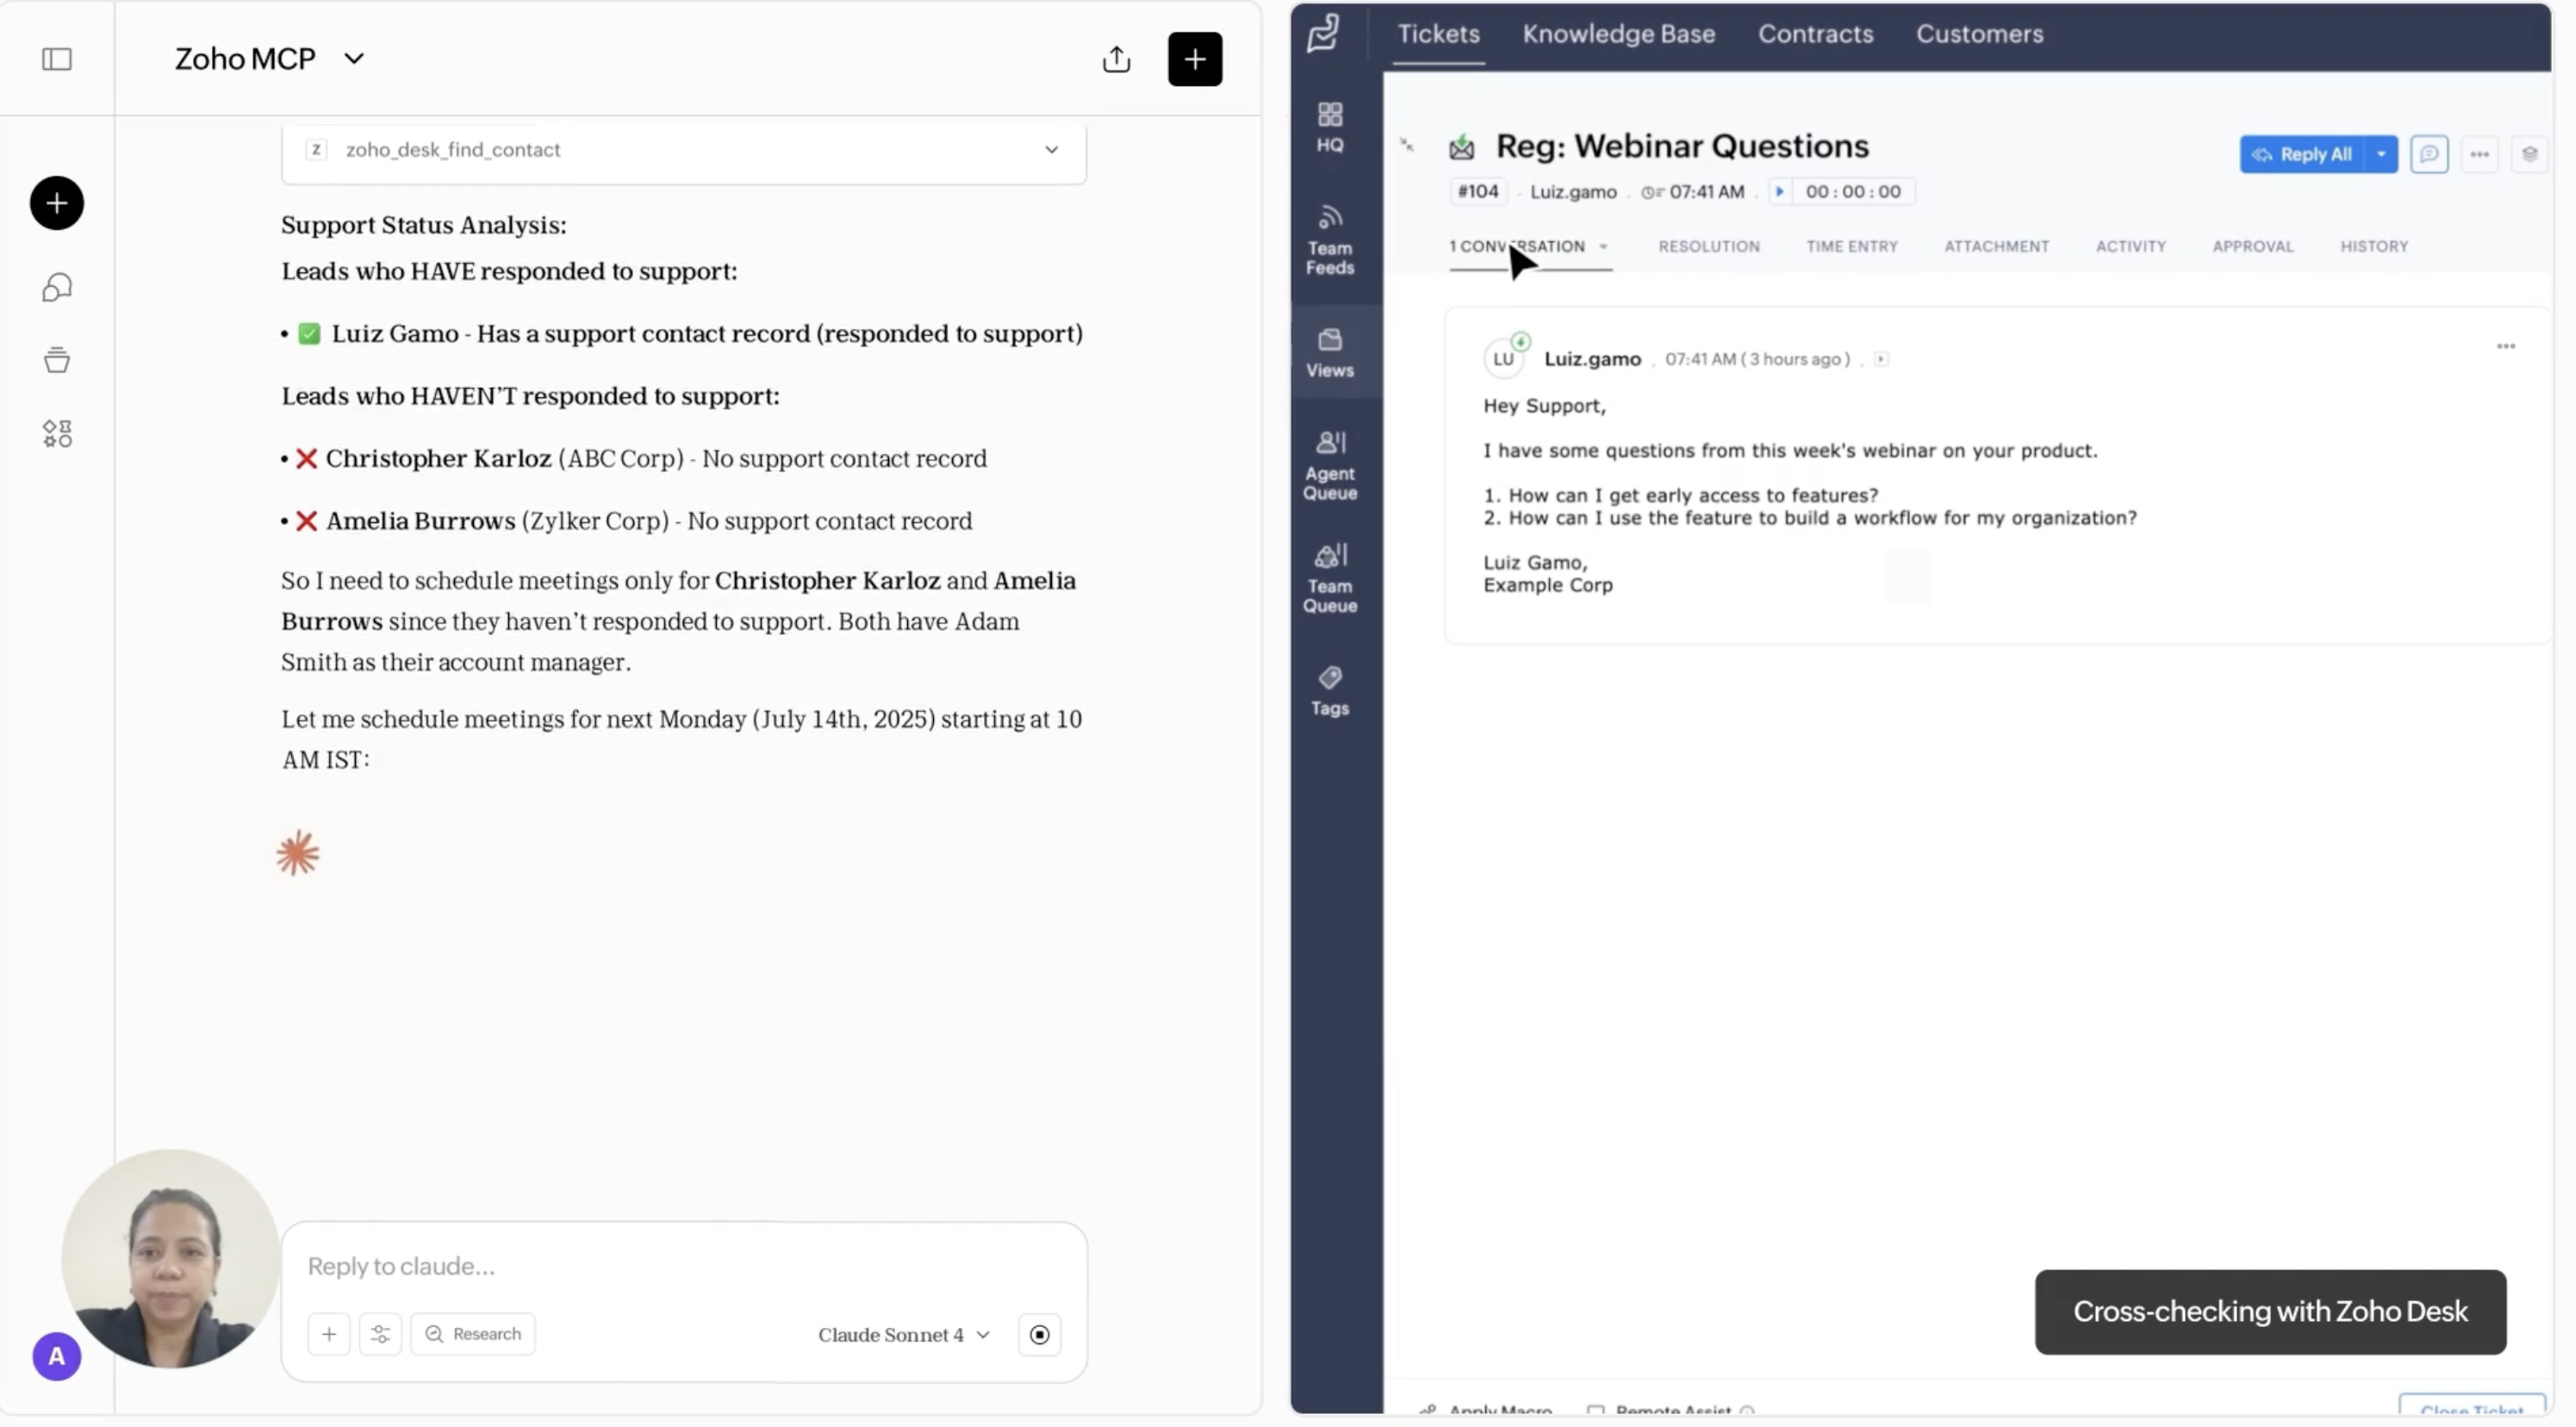 Zoho MCP
Z zoho_desk_find_contact
Support Status Analysis:
Leads who HAVE responded to support:
• ✅ Luiz Gamo - Has a support contact record (responded to support)
Leads who HAVEN’T responded to support:
• ❌ Christopher Karloz (ABC Corp) - No support contact record
• ❌ Amelia Burrows (Zylker Corp) - No support contact record
So I need to schedule meetings only for Christopher Karloz and Amelia
Burrows since they haven’t responded to support. Both have Adam
Smith as their account manager.
Let me schedule meetings for next Monday (July 14th, 2025) starting at 10
AM IST:
Reply to claude...
Research
Claude Sonnet 4
A
Tickets Knowledge Base Contracts Customers
HQ
Team
Feeds
Views
Agent
Queue
Team
Queue
Tags
Reg: Webinar Questions
Reply All
#104 . Luiz.gamo . 07:41 AM . 00 : 00 : 00
1 CONVERSATION RESOLUTION TIME ENTRY ATTACHMENT ACTIVITY APPROVAL HISTORY
LU Luiz.gamo . 07:41 AM ( 3 hours ago ) .
Hey Support,
I have some questions from this week's webinar on your product.
1. How can I get early access to features?
2. How can I use the feature to build a workflow for my organization?
Luiz Gamo,
Example Corp
Cross-checking with Zoho Desk
Apply Macro Remote Assist
Close Ticket